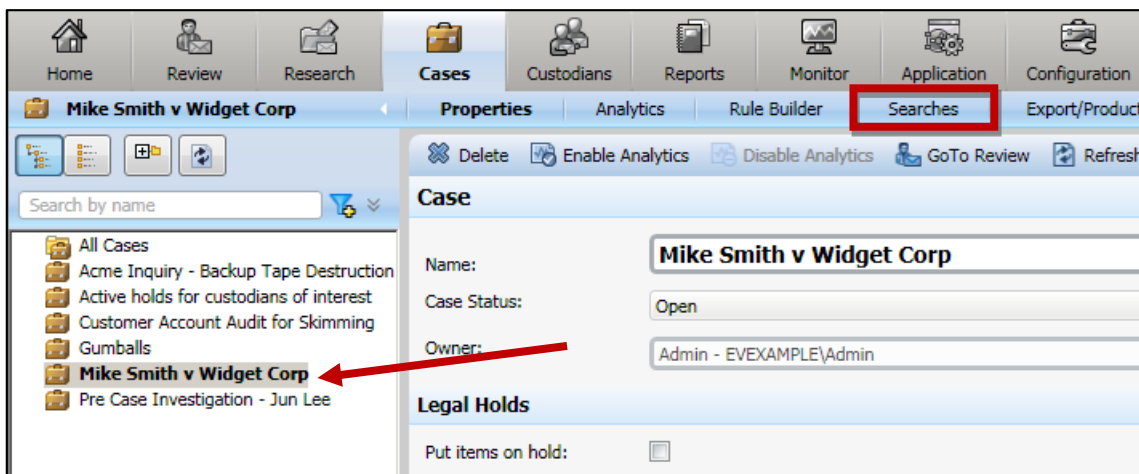 Home Review Research Cases Custodians Reports Monitor Application Configuration
Mike Smith v Widget Corp Properties Analytics Rule Builder Searches Export/Product
Delete Enable Analytics Disable Analytics GoTo Review Refresh
Search by name
Case
All Cases
Acme Inquiry - Backup Tape Destruction
Active holds for custodians of interest
Customer Account Audit for Skimming
Gumballs
Mike Smith v Widget Corp
Pre Case Investigation - Jun Lee
Name: Mike Smith v Widget Corp
Case Status: Open
Owner: Admin - EVEXAMPLE\Admin
Legal Holds
Put items on hold: